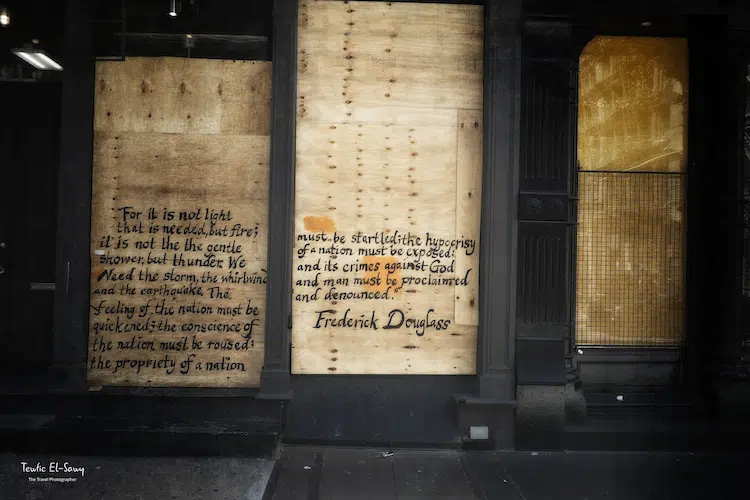 "For it is not light
that is needed, but fire;
it is not the the gentle
shower, but thunder. We
Need the storm, the whirlwind
and the earthquake. The
feeling of the nation must be
quickened; the conscience of
the nation must be roused;
the propriety of a nation
must be startled; the hypocrisy
of a nation must be exposed;
and its crimes against God
and man must be proclaimed
and denounced."
Frederick Douglass
Tewfic El-Sawy
The Travel Photographer